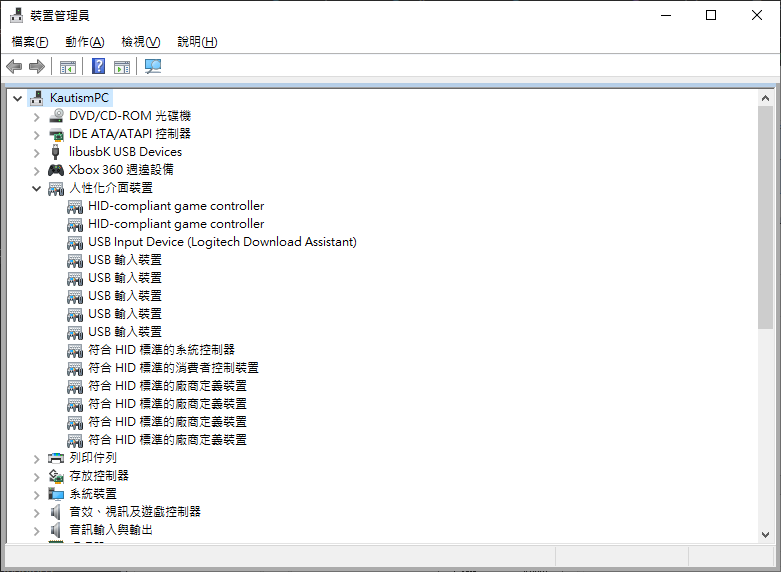 裝置管理員
檔案(F) 動作(A) 檢視(V) 說明(H)
KautismPC
DVD/CD-ROM 光碟機
IDE ATA/ATAPI 控制器
libusbK USB Devices
Xbox 360 週邊設備
人性化介面裝置
HID-compliant game controller
HID-compliant game controller
USB Input Device (Logitech Download Assistant)
USB 輸入裝置
USB 輸入裝置
USB 輸入裝置
USB 輸入裝置
USB 輸入裝置
符合 HID 標準的系統控制器
符合 HID 標準的消費者控制裝置
符合 HID 標準的廠商定義裝置
符合 HID 標準的廠商定義裝置
符合 HID 標準的廠商定義裝置
符合 HID 標準的廠商定義裝置
列印佇列
存放控制器
系統裝置
音效、視訊及遊戲控制器
音訊輸入與輸出